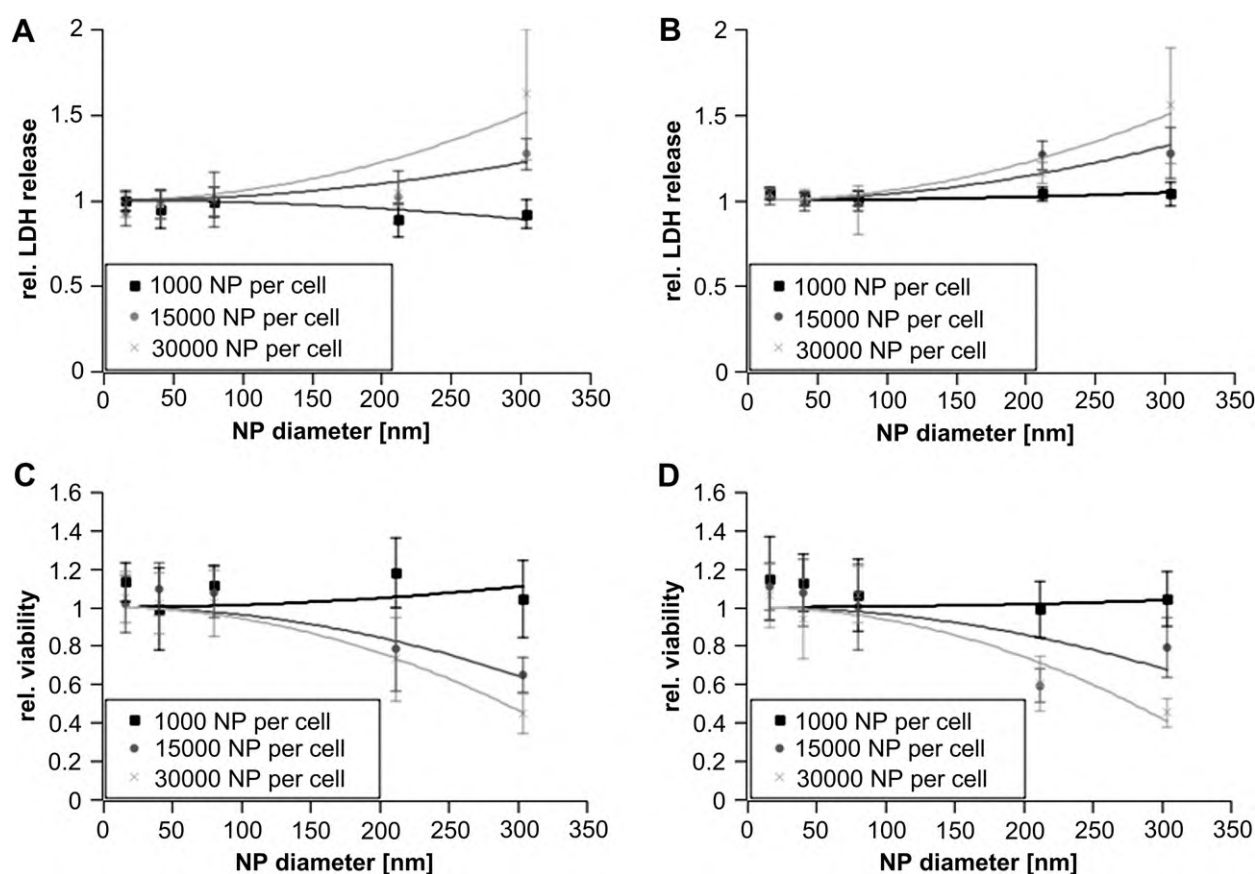 A
rel. LDH release
2
1.5
1
0.5
0
1000 NP per cell
15000 NP per cell
30000 NP per cell
0 50 100 150 200 250 300 350
NP diameter [nm]
B
rel. LDH release
2
1.5
1
0.5
0
1000 NP per cell
15000 NP per cell
30000 NP per cell
0 50 100 150 200 250 300 350
NP diameter [nm]
C
rel. viability
1.6
1.4
1.2
1
0.8
0.6
0.4
0.2
0
1000 NP per cell
15000 NP per cell
30000 NP per cell
0 50 100 150 200 250 300 350
NP diameter [nm]
D
rel. viability
1.6
1.4
1.2
1
0.8
0.6
0.4
0.2
0
1000 NP per cell
15000 NP per cell
30000 NP per cell
0 50 100 150 200 250 300 350
NP diameter [nm]